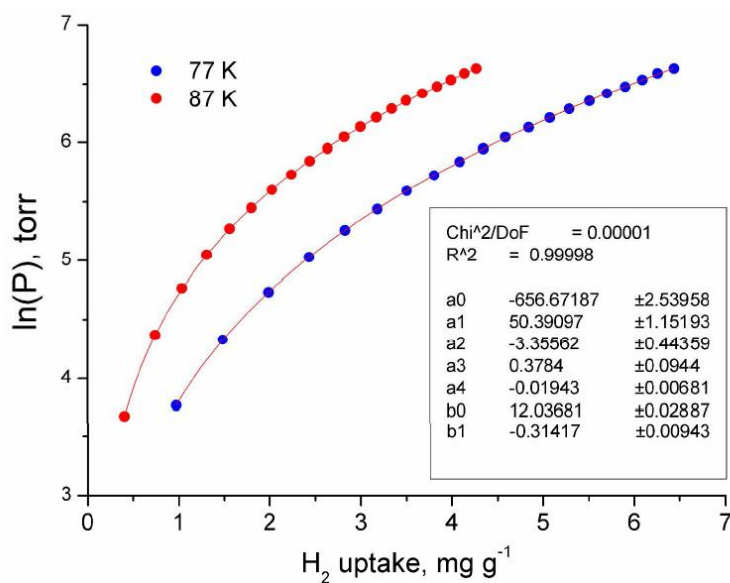 7
6
5
4
3
ln(P), torr
77 K
87 K
Chi^2/DoF = 0.00001
R^2 = 0.99998
a0 -656.67187 ±2.53958
a1 50.39097 ±1.15193
a2 -3.35562 ±0.44359
a3 0.3784 ±0.0944
a4 -0.01943 ±0.00681
b0 12.03681 ±0.02887
b1 -0.31417 ±0.00943
0 1 2 3 4 5 6 7
H₂ uptake, mg g⁻¹